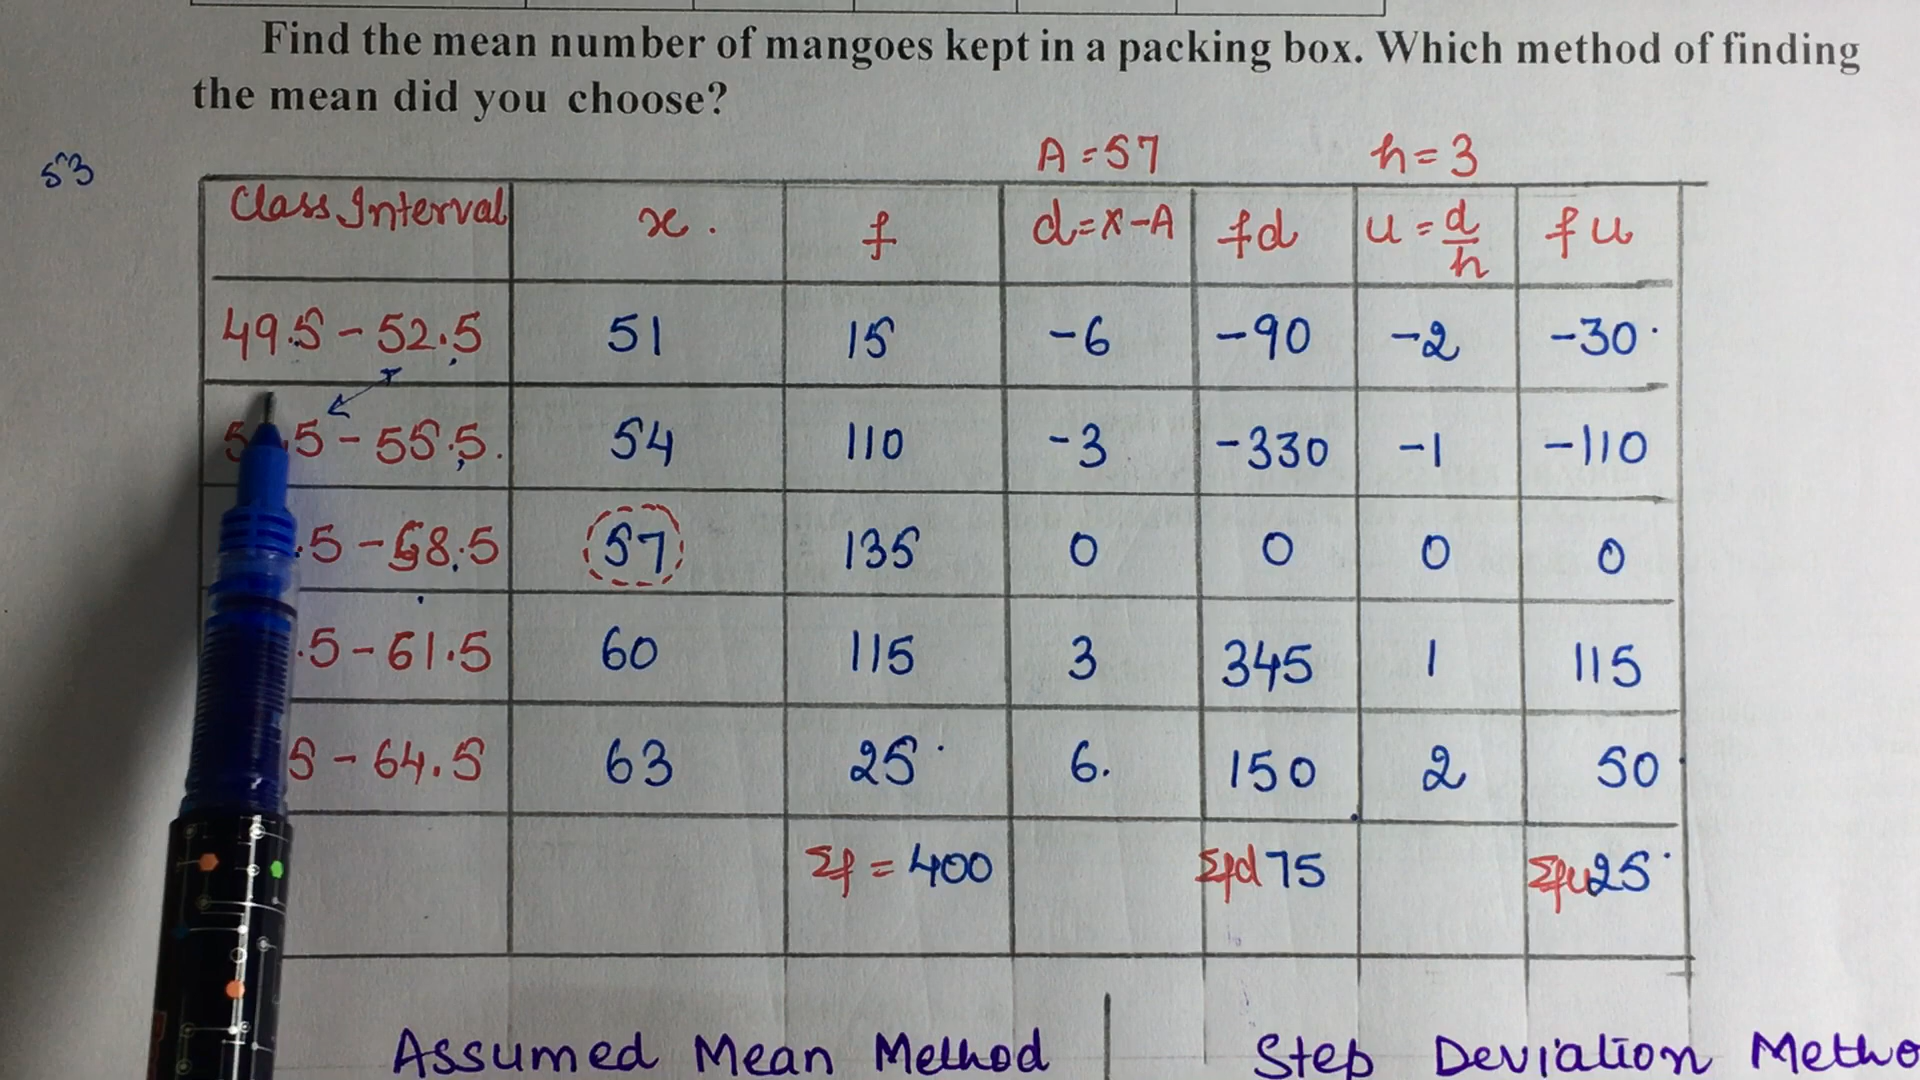 Find the mean number of mangoes kept in a packing box. Which method of finding
the mean did you choose?
53
A = 57 h = 3
Class Interval x . f d = x - A fd u = d/h fu
49.5 - 52.5 51 15 -6 -90 -2 -30
.5 - 55.5. 54 110 -3 -330 -1 -110
.5 - 58.5 57 135 0 0 0 0
.5 - 61.5 60 115 3 345 1 115
5 - 64.5 63 25 6. 150 2 50
Σf = 400 Σfd 75 Σfu 25
Assumed Mean Method Step Deviation Metho